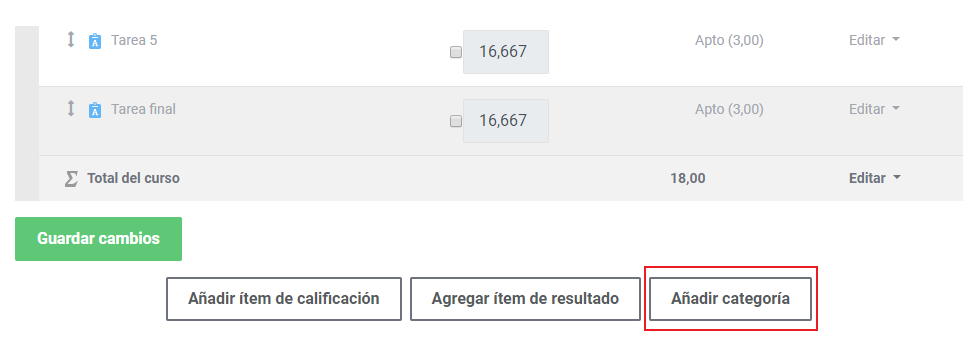 Tarea 5 16,667 Apto (3,00) Editar
Tarea final 16,667 Apto (3,00) Editar
Σ Total del curso 18,00 Editar
Guardar cambios
Añadir ítem de calificación Agregar ítem de resultado Añadir categoría